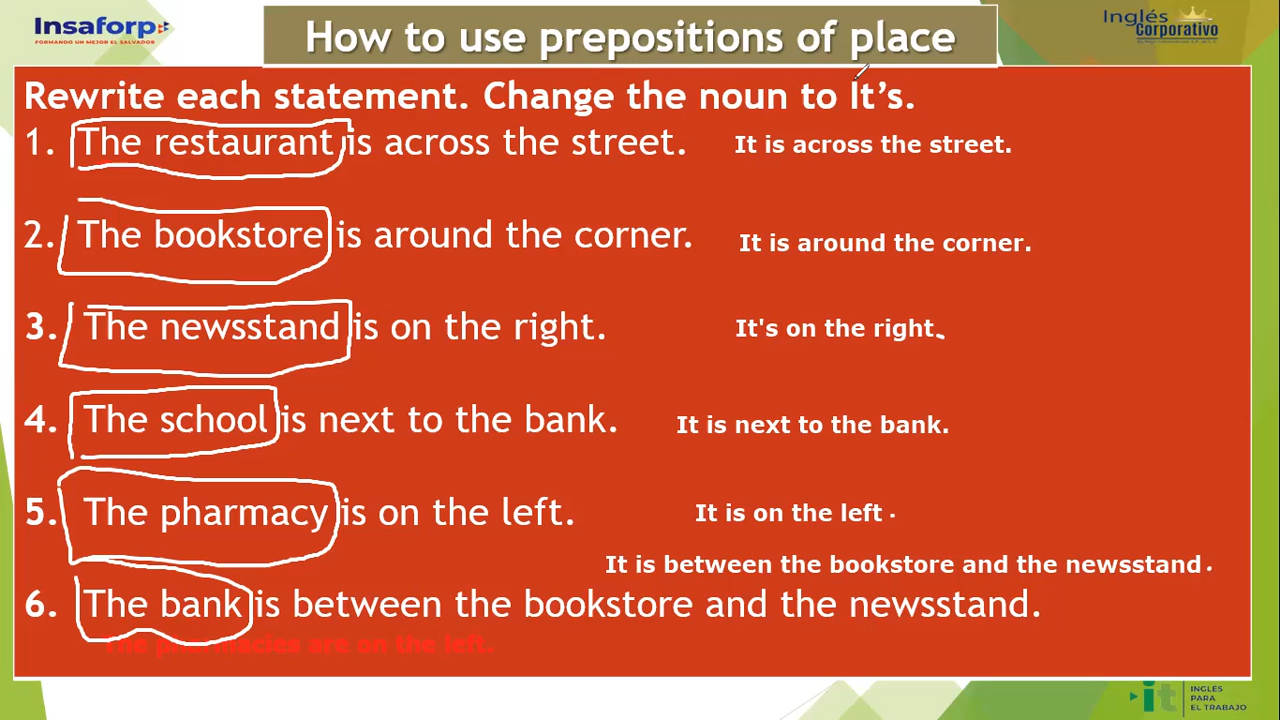 Insaforp
FORMANDO UN MEJOR EL SALVADOR
How to use prepositions of place
Inglés
Corporativo
Rewrite each statement. Change the noun to It's.
1. The restaurant is across the street. It is across the street.
2. The bookstore is around the corner. It is around the corner.
3. The newsstand is on the right. It's on the right.
4. The school is next to the bank. It is next to the bank.
5. The pharmacy is on the left. It is on the left.
It is between the bookstore and the newsstand.
6. The bank is between the bookstore and the newsstand.
The pharmacies are on the left.
it INGLÉS
PARA
EL TRABAJO